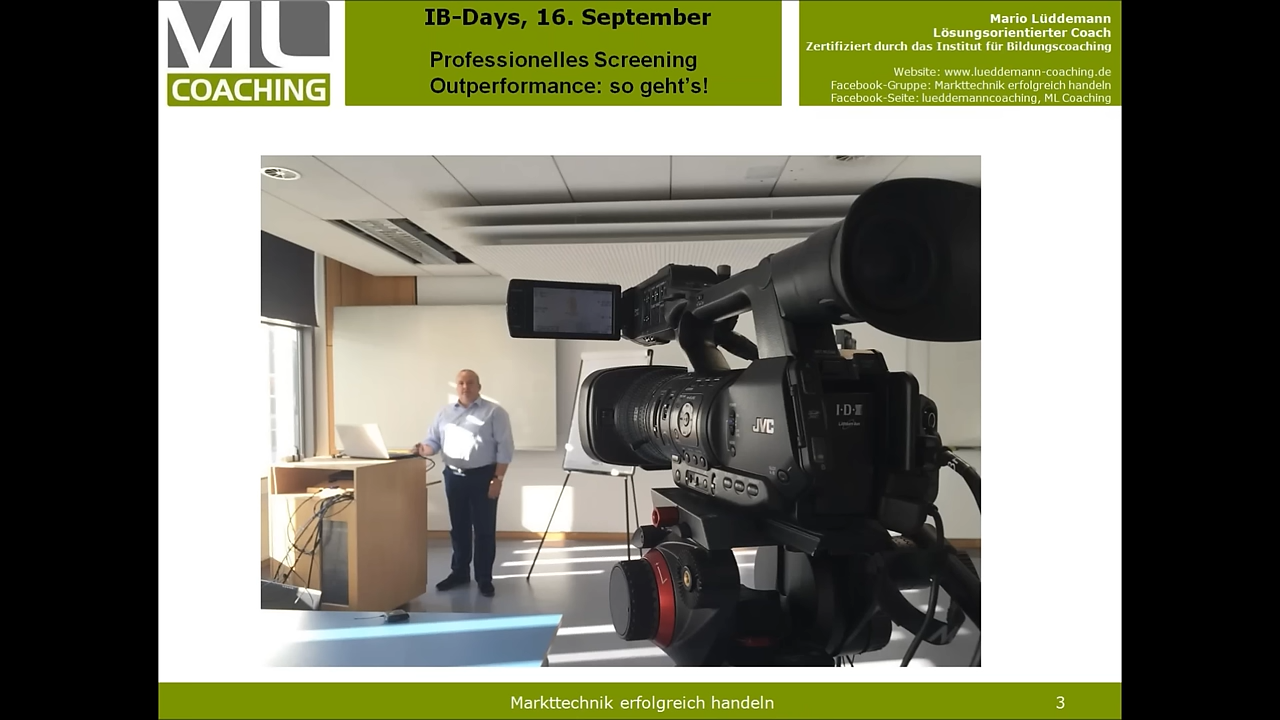 ML
COACHING
IB-Days, 16. September
Professionelles Screening
Outperformance: so geht's!
Mario Lüddemann
Lösungsorientierter Coach
Zertifiziert durch das Institut für Bildungscoaching
Website: www.lueddemann-coaching.de
Facebook-Gruppe: Markttechnik erfolgreich handeln
Facebook-Seite: lueddemanncoaching, ML Coaching
JVC
I·D·X
Markttechnik erfolgreich handeln
3